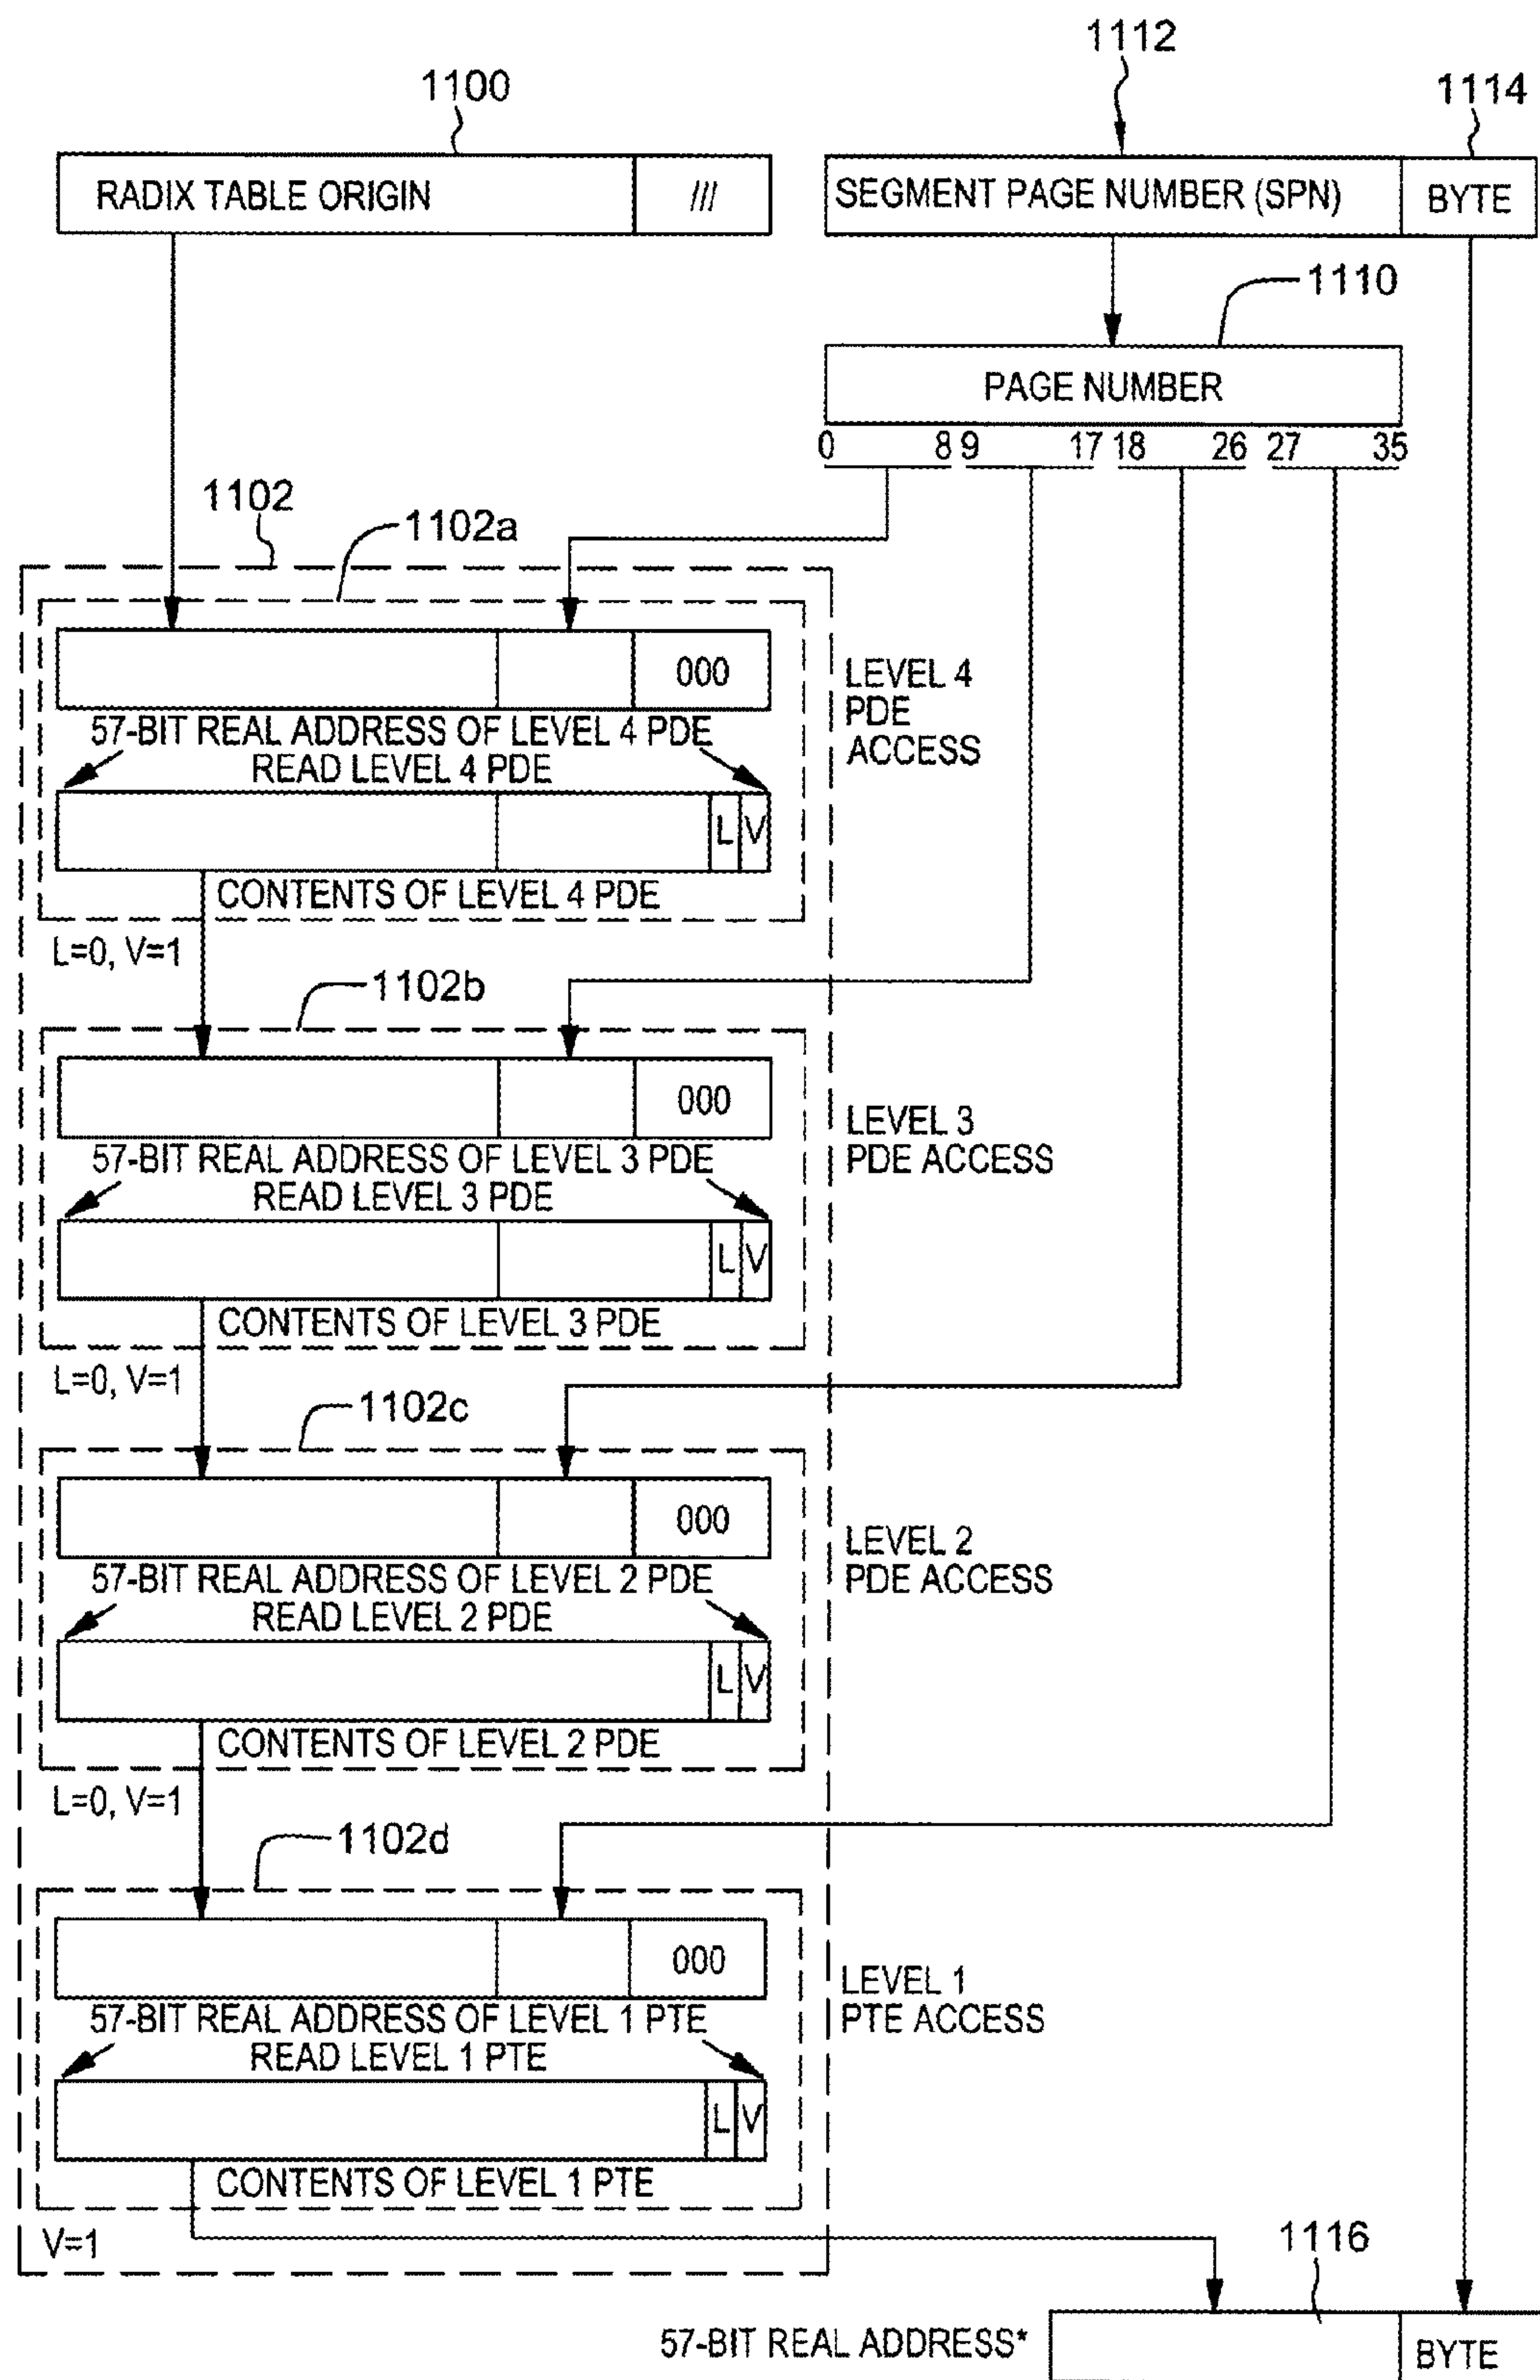 1112
1100
1114
RADIX TABLE ORIGIN ///
SEGMENT PAGE NUMBER (SPN) BYTE
1110
PAGE NUMBER
0 8 9 17 18 26 27 35
1102
1102a
000
LEVEL 4
PDE
ACCESS
57-BIT REAL ADDRESS OF LEVEL 4 PDE
READ LEVEL 4 PDE
L V
CONTENTS OF LEVEL 4 PDE
L=0, V=1
1102b
000
LEVEL 3
PDE ACCESS
57-BIT REAL ADDRESS OF LEVEL 3 PDE
READ LEVEL 3 PDE
L V
CONTENTS OF LEVEL 3 PDE
L=0, V=1
1102c
000
LEVEL 2
PDE ACCESS
57-BIT REAL ADDRESS OF LEVEL 2 PDE
READ LEVEL 2 PDE
L V
CONTENTS OF LEVEL 2 PDE
L=0, V=1
1102d
000
LEVEL 1
PTE ACCESS
57-BIT REAL ADDRESS OF LEVEL 1 PTE
READ LEVEL 1 PTE
L V
CONTENTS OF LEVEL 1 PTE
V=1
1116
57-BIT REAL ADDRESS* BYTE